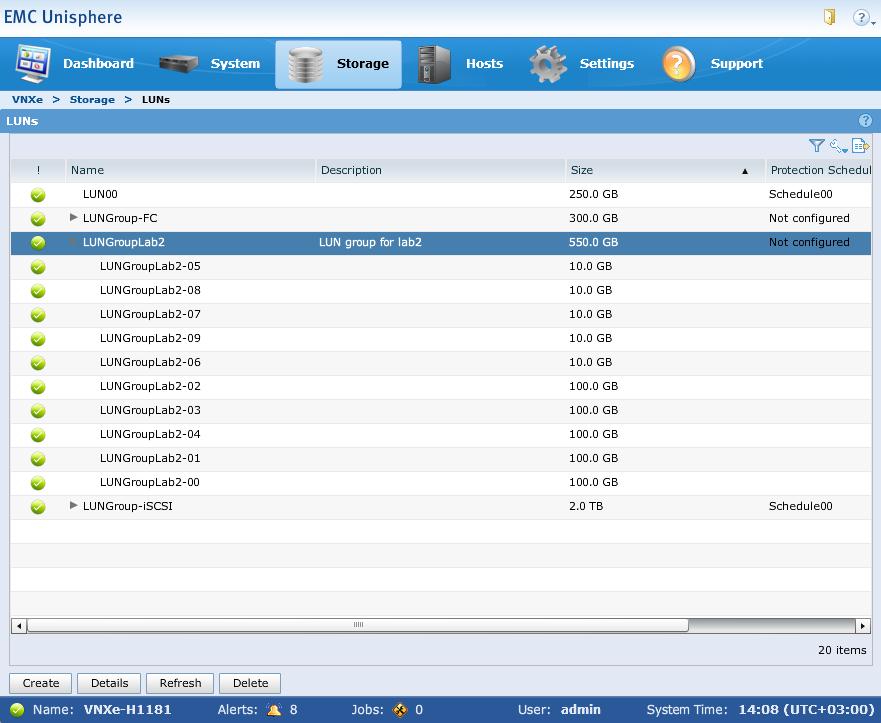 EMC Unisphere
?
Dashboard System Storage Hosts Settings ? Support
VNXe > Storage > LUNs
LUNs ?
! Name Description Size ▲ Protection Schedul
LUN00 250.0 GB Schedule00
LUNGroup-FC 300.0 GB Not configured
LUNGroupLab2 LUN group for lab2 550.0 GB Not configured
LUNGroupLab2-05 10.0 GB
LUNGroupLab2-08 10.0 GB
LUNGroupLab2-07 10.0 GB
LUNGroupLab2-09 10.0 GB
LUNGroupLab2-06 10.0 GB
LUNGroupLab2-02 100.0 GB
LUNGroupLab2-03 100.0 GB
LUNGroupLab2-04 100.0 GB
LUNGroupLab2-01 100.0 GB
LUNGroupLab2-00 100.0 GB
LUNGroup-iSCSI 2.0 TB Schedule00
20 items
Create Details Refresh Delete
Name: VNXe-H1181 Alerts: 8 Jobs: 0 User: admin System Time: 14:08 (UTC+03:00)